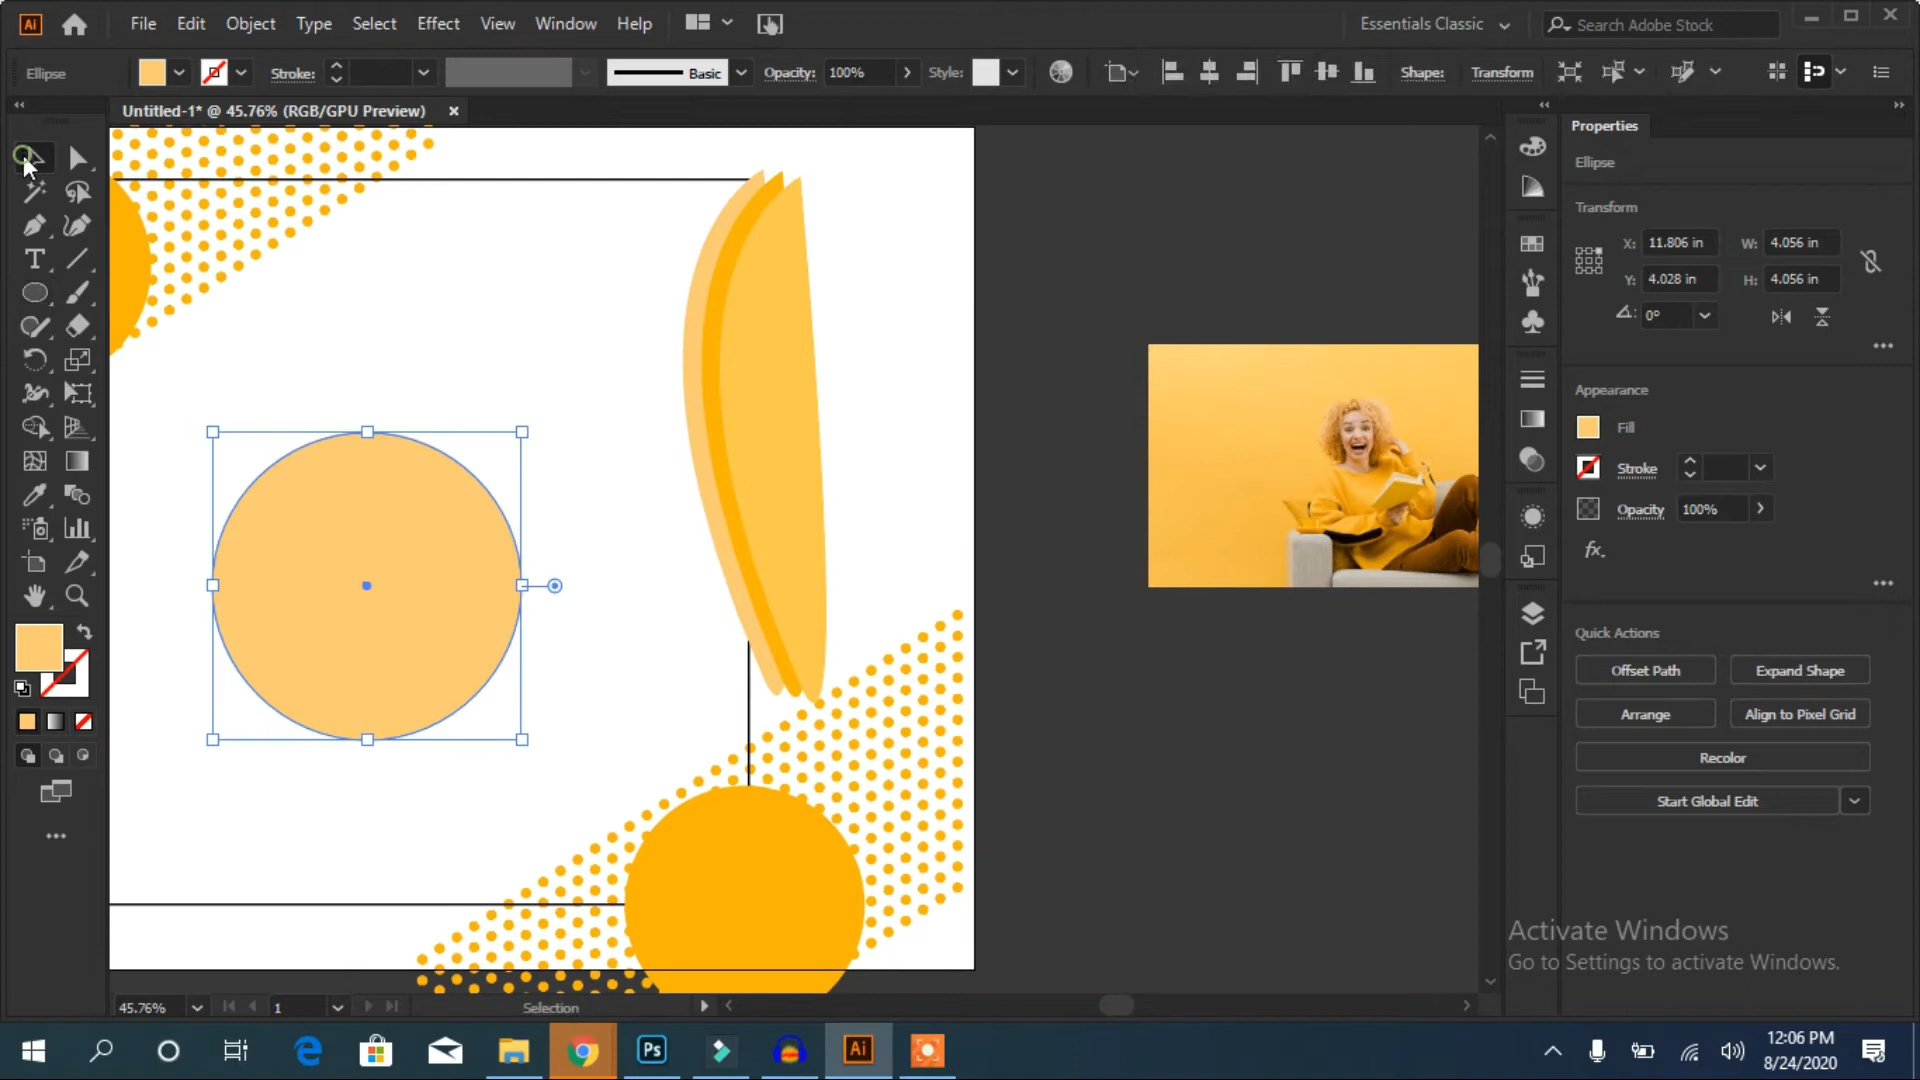 Ai File Edit Object Type Select Effect View Window Help Essentials Classic Search Adobe Stock
Ellipse Stroke: Basic Opacity: 100% Style: Shape: Transform
Untitled-1* @ 45.76% (RGB/GPU Preview)
Properties
Ellipse
Transform
X: 11.806 in W: 4.056 in
Y: 4.028 in H: 4.056 in
0°
Appearance
Fill
Stroke
Opacity 100%
fx.
Quick Actions
Offset Path Expand Shape
Arrange Align to Pixel Grid
Recolor
Start Global Edit
Activate Windows
Go to Settings to activate Windows.
45.76% 1 Selection
Ps Ai
12:06 PM
8/24/2020